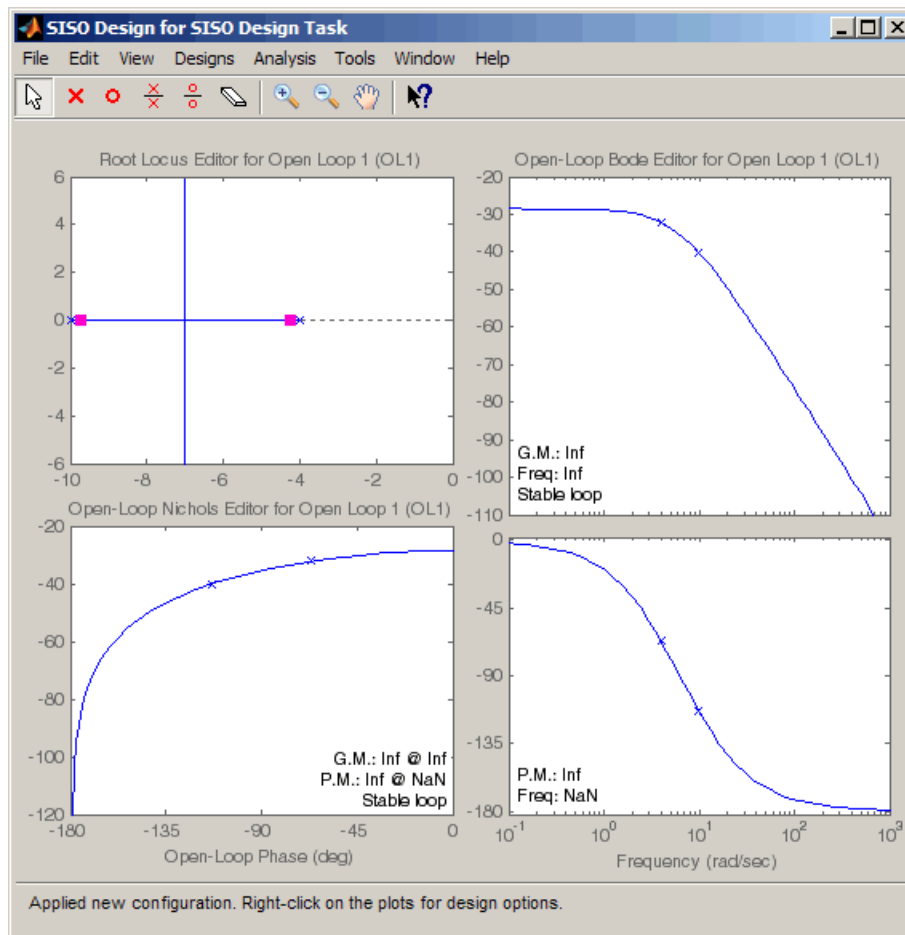 SISO Design for SISO Design Task
File Edit View Designs Analysis Tools Window Help
Root Locus Editor for Open Loop 1 (OL1)
6
4
2
0
-2
-4
-6
-10 -8 -6 -4 -2 0
Open-Loop Nichols Editor for Open Loop 1 (OL1)
-20
-40
-60
-80
-100
-120
G.M.: Inf @ Inf
P.M.: Inf @ NaN
Stable loop
-180 -135 -90 -45 0
Open-Loop Phase (deg)
Open-Loop Bode Editor for Open Loop 1 (OL1)
-20
-30
-40
-50
-60
-70
-80
-90
-100
-110
G.M.: Inf
Freq: Inf
Stable loop
0
-45
-90
-135
-180
P.M.: Inf
Freq: NaN
10^-1 10^0 10^1 10^2 10^3
Frequency (rad/sec)
Applied new configuration. Right-click on the plots for design options.